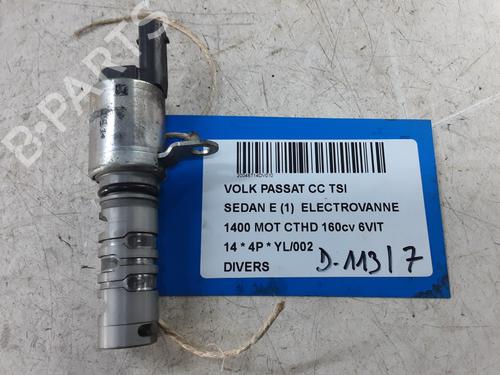 B-PARTS
20046714DV010
VOLK PASSAT CC TSI
SEDAN E (1) ELECTROVANNE
1400 MOT CTHD 160cv 6VIT
14 * 4P * YL/002
DIVERS
D-113/7